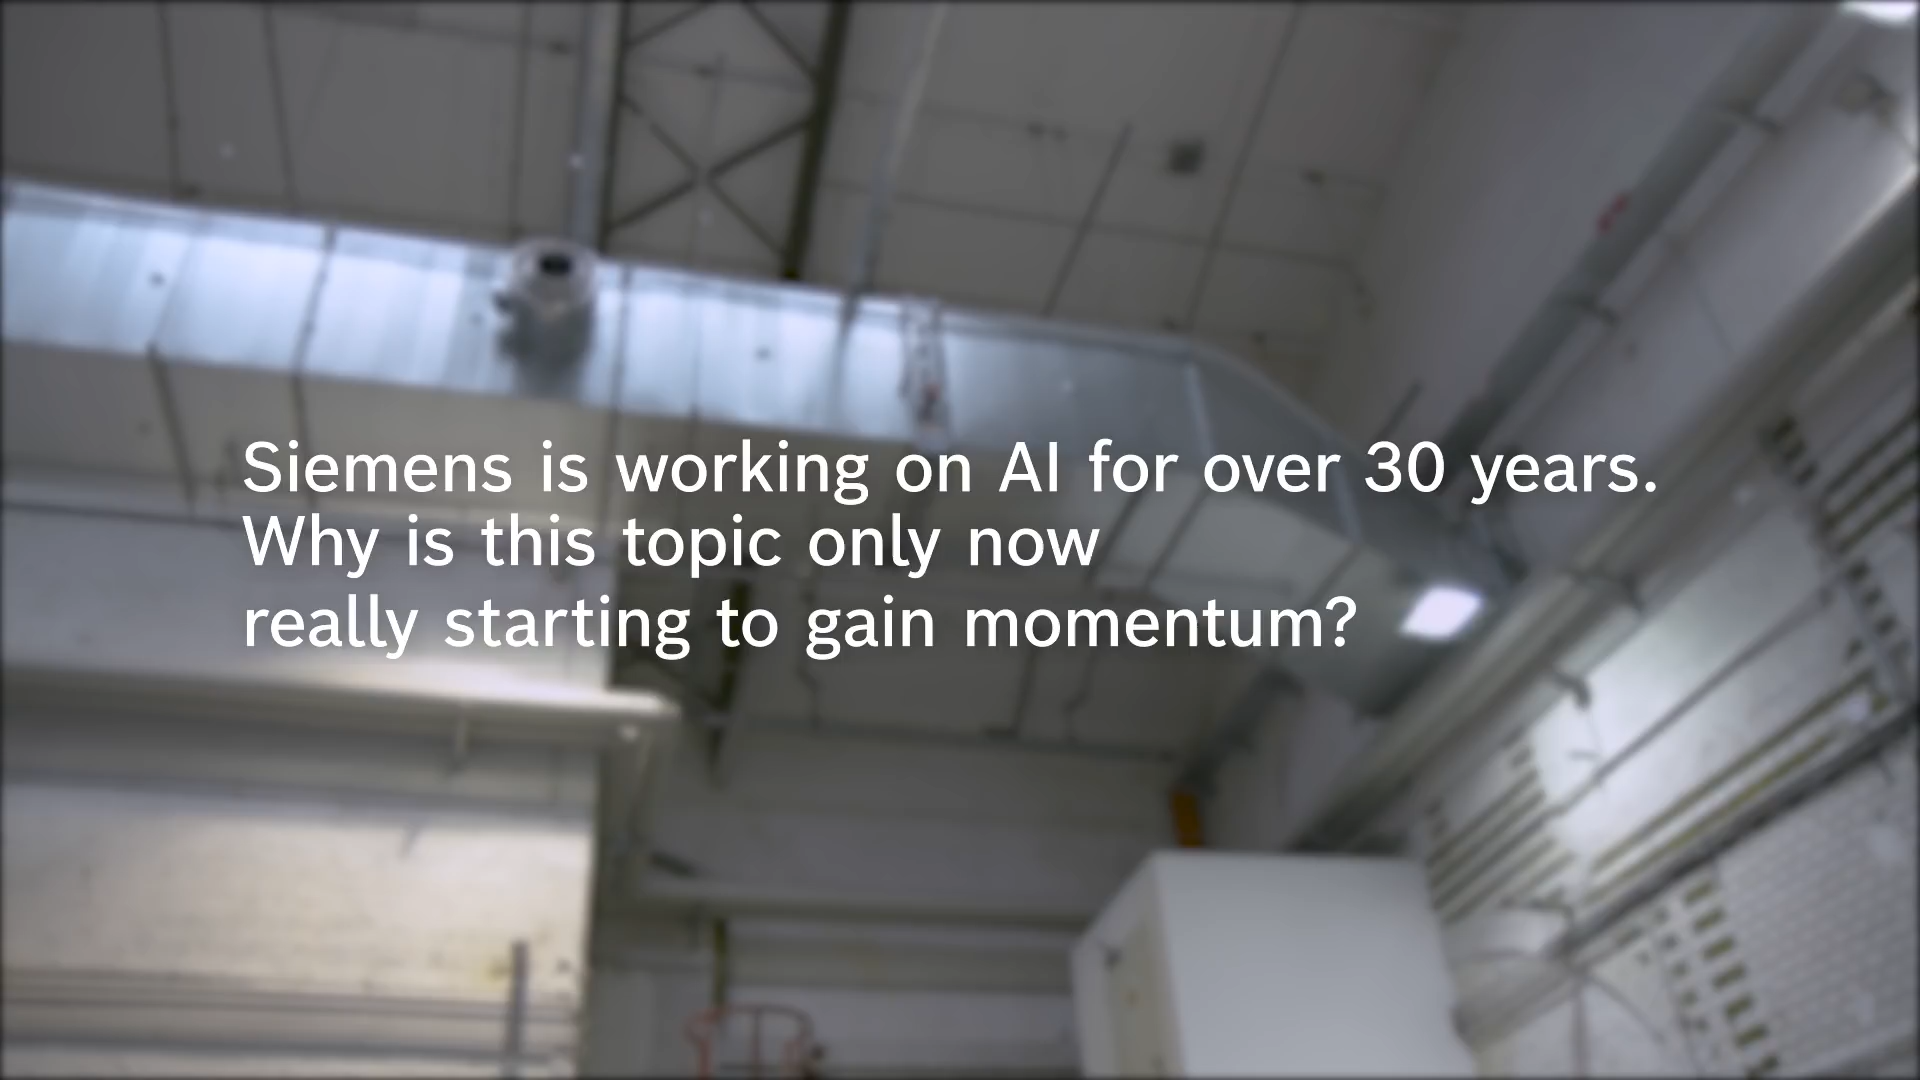 Siemens is working on AI for over 30 years.
Why is this topic only now
really starting to gain momentum?